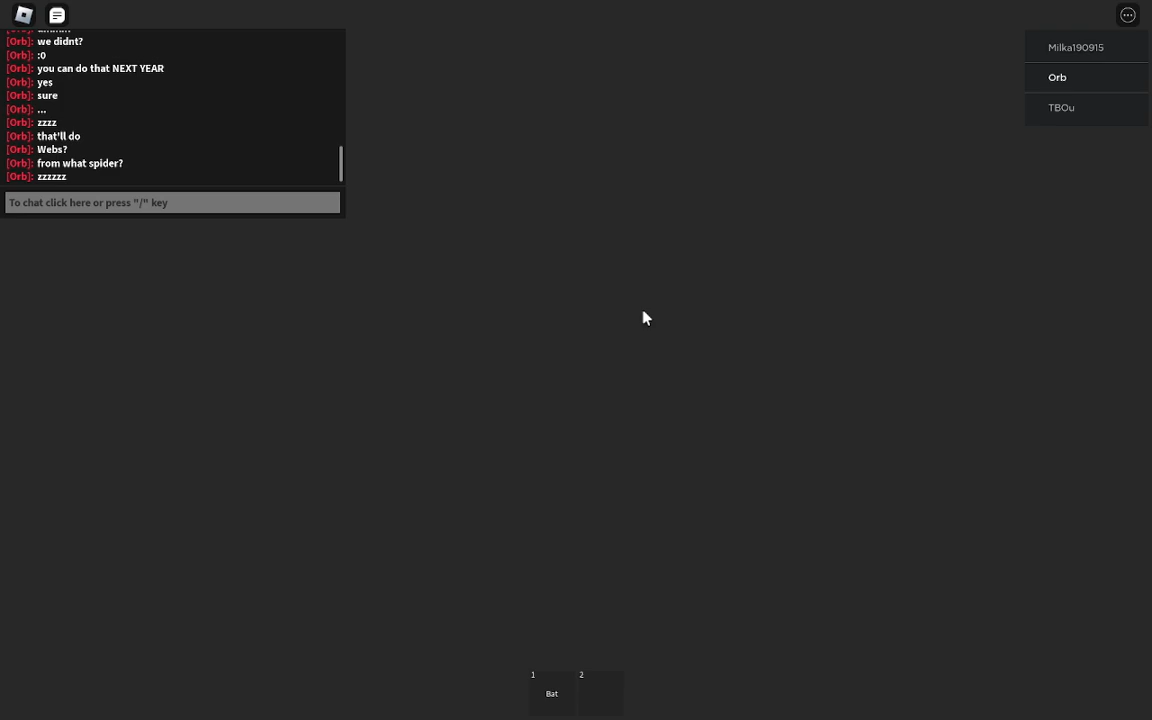 [Orb]: we didnt?
[Orb]: :0
[Orb]: you can do that NEXT YEAR
[Orb]: yes
[Orb]: sure
[Orb]: ...
[Orb]: zzzz
[Orb]: that'll do
[Orb]: Webs?
[Orb]: from what spider?
[Orb]: zzzzzz
To chat click here or press "/" key
Milka190915
Orb
TBOu
1
Bat
2